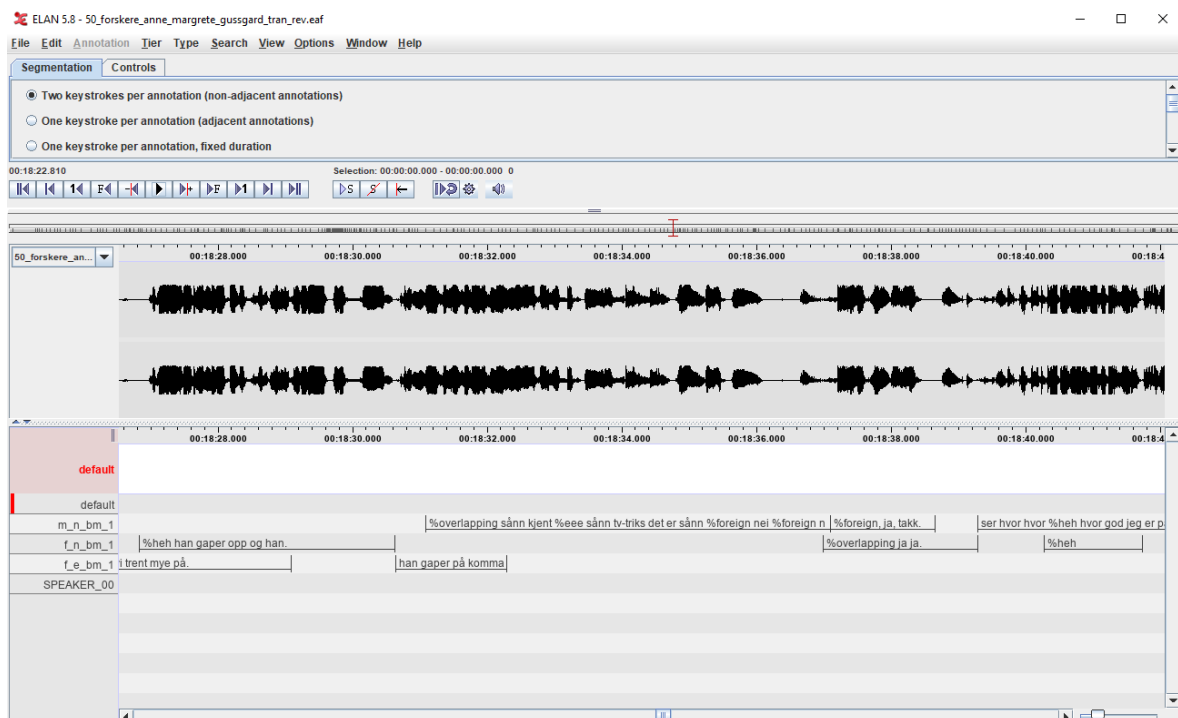 ELAN 5.8 - 50_forskere_anne_margrete_gussgard_tran_rev.eaf
File Edit Annotation Tier Type Search View Options Window Help
Segmentation Controls
Two keystrokes per annotation (non-adjacent annotations)
One keystroke per annotation (adjacent annotations)
One keystroke per annotation, fixed duration
00:18:22.810 Selection: 00:00:00.000 - 00:00:00.000 0
1 F F 1 S S
50_forskere_an... 00:18:28.000 00:18:30.000 00:18:32.000 00:18:34.000 00:18:36.000 00:18:38.000 00:18:40.000 00:18:4
00:18:28.000 00:18:30.000 00:18:32.000 00:18:34.000 00:18:36.000 00:18:38.000 00:18:40.000 00:18:4
default
default
m_n_bm_1 %overlapping sånn kjent %eee sånn tv-triks det er sånn %foreign nei %foreign n %foreign, ja, takk. ser hvor hvor %heh hvor god jeg er p
f_n_bm_1 %heh han gaper opp og han. %overlapping ja ja. %heh
f_e_bm_1 i trent mye på. han gaper på komma
SPEAKER_00